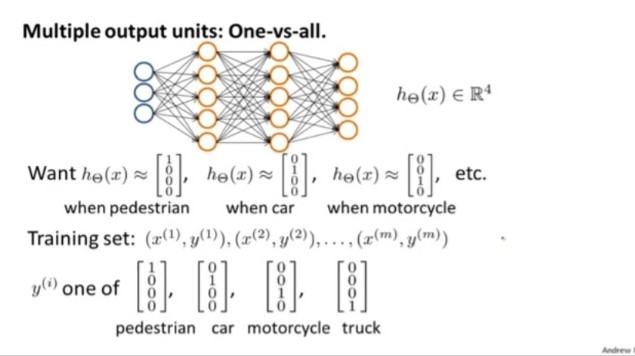 Multiple output units: One-vs-all.
hΘ(x) ∈ ℝ⁴
Want hΘ(x) ≈ [1 0 0 0], hΘ(x) ≈ [0 1 0 0], hΘ(x) ≈ [0 0 1 0], etc.
when pedestrian when car when motorcycle
Training set: (x⁽¹⁾, y⁽¹⁾), (x⁽²⁾, y⁽²⁾), . . . , (x⁽ᵐ⁾, y⁽ᵐ⁾)
y⁽ⁱ⁾ one of [1 0 0 0], [0 1 0 0], [0 0 1 0], [0 0 0 1]
pedestrian car motorcycle truck
Andrew